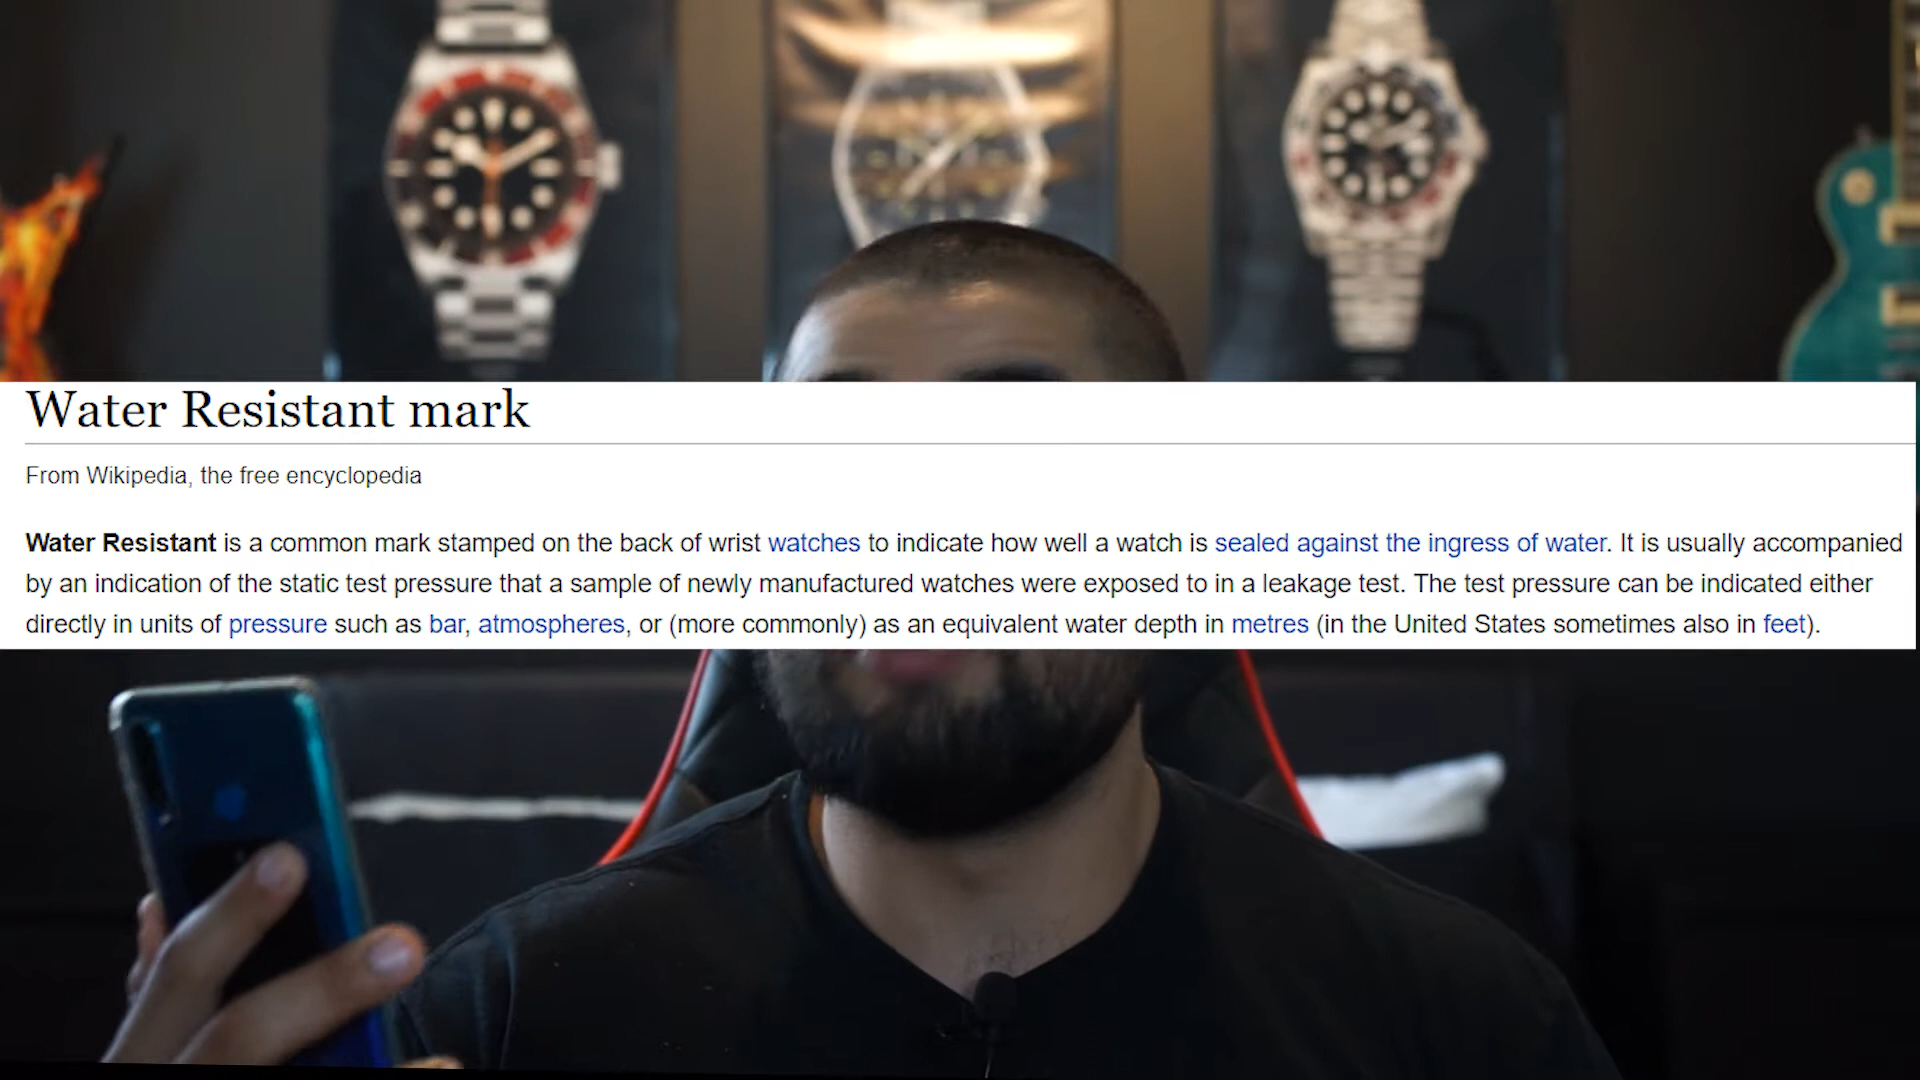 Water Resistant mark
From Wikipedia, the free encyclopedia
Water Resistant is a common mark stamped on the back of wrist watches to indicate how well a watch is sealed against the ingress of water. It is usually accompanied
by an indication of the static test pressure that a sample of newly manufactured watches were exposed to in a leakage test. The test pressure can be indicated either
directly in units of pressure such as bar, atmospheres, or (more commonly) as an equivalent water depth in metres (in the United States sometimes also in feet).